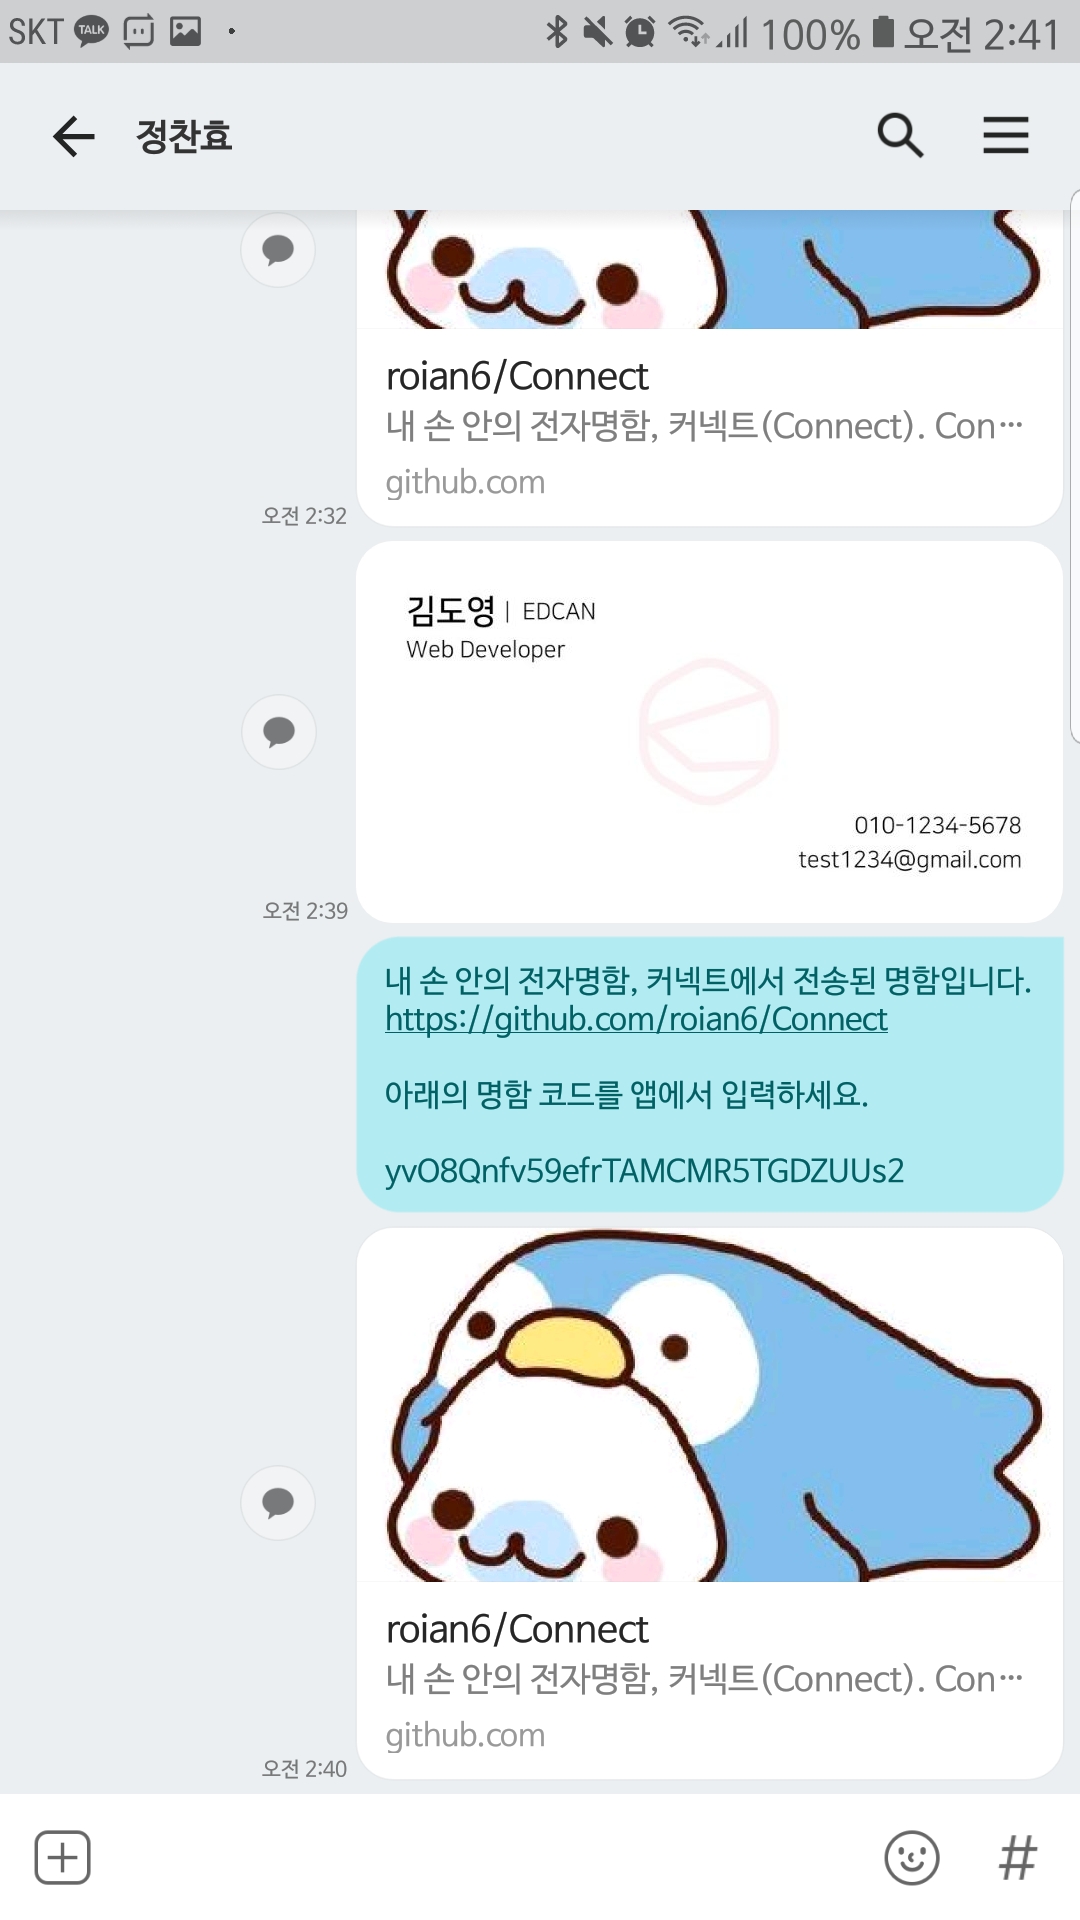 SKT TALK 100% 오전 2:41
정찬효
roian6/Connect
내 손 안의 전자명함, 커넥트(Connect). Con···
github.com
오전 2:32
김도영 | EDCAN
Web Developer
010-1234-5678
test1234@gmail.com
오전 2:39
내 손 안의 전자명함, 커넥트에서 전송된 명함입니다.
https://github.com/roian6/Connect
아래의 명함 코드를 앱에서 입력하세요.
yvO8Qnfv59efrTAMCMR5TGDZUUs2
roian6/Connect
내 손 안의 전자명함, 커넥트(Connect). Con···
github.com
오전 2:40
#